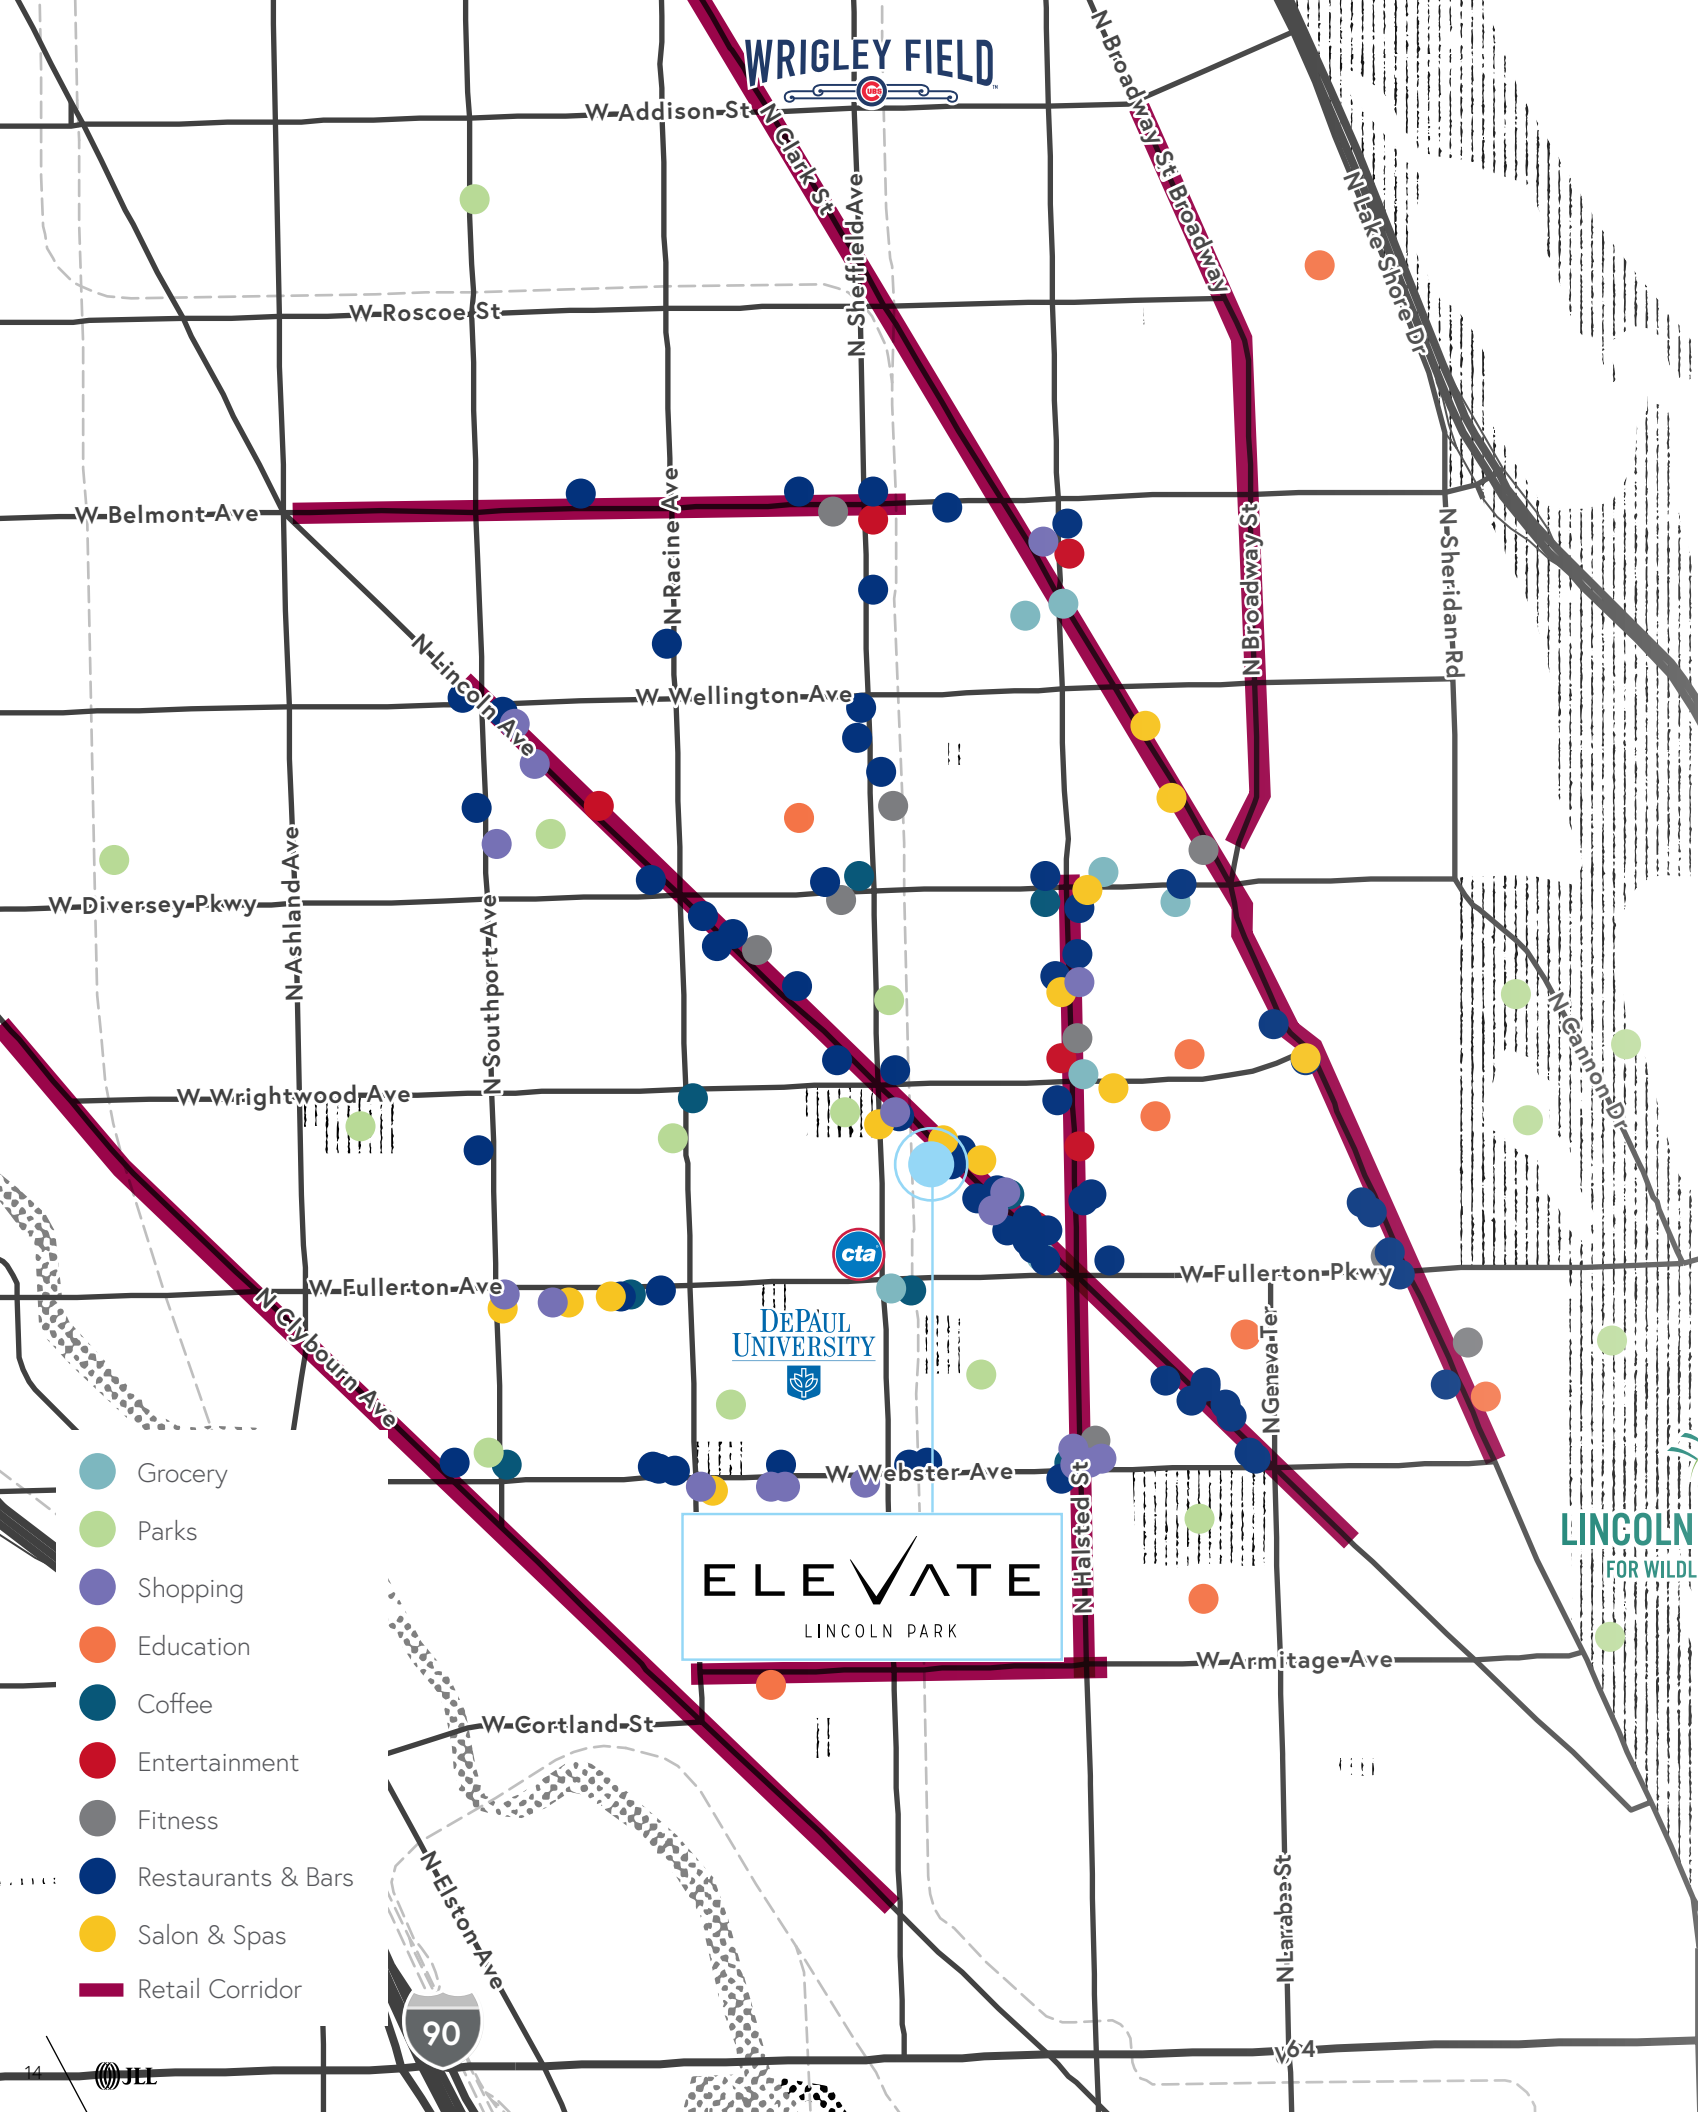 WRIGLEY FIELD
™
CUBS
N Broadway St Broadway
W Addison St
N Clark St
N Sheffield Ave
N Lake Shore Dr
W Roscoe St
W Belmont Ave
N Racine Ave
N Broadway St
N Sheridan Rd
N Lincoln Ave
W Wellington Ave
N Ashland Ave
W Diversey Pkwy
N Southport Ave
N Cannon Dr
W Wrightwood Ave
cta
W Fullerton Ave
W Fullerton Pkwy
N Clybourn Ave
DEPAUL
UNIVERSITY
N Geneva Ter
W Webster Ave
N Halsted St
ELEVATE
LINCOLN PARK
LINCOLN
FOR WILDL
W Armitage Ave
W Cortland St
Grocery
Parks
Shopping
Education
Coffee
Entertainment
Fitness
Restaurants & Bars
Salon & Spas
Retail Corridor
N Elston Ave
N Larrabee St
90
64
14
JLL